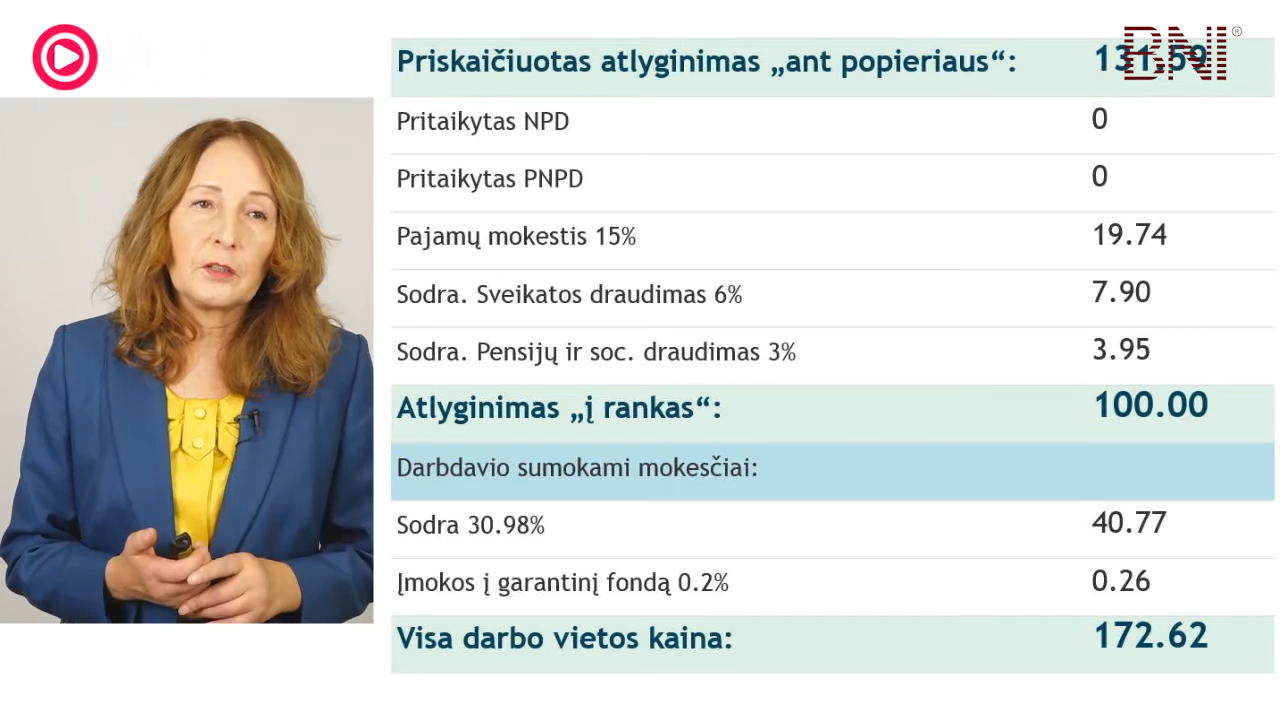 BNI®
Priskaičiuotas atlyginimas „ant popieriaus“: 131.59
Pritaikytas NPD 0
Pritaikytas PNPD 0
Pajamų mokestis 15% 19.74
Sodra. Sveikatos draudimas 6% 7.90
Sodra. Pensijų ir soc. draudimas 3% 3.95
Atlyginimas „į rankas“: 100.00
Darbdavio sumokami mokesčiai:
Sodra 30.98% 40.77
Įmokos į garantinį fondą 0.2% 0.26
Visa darbo vietos kaina: 172.62